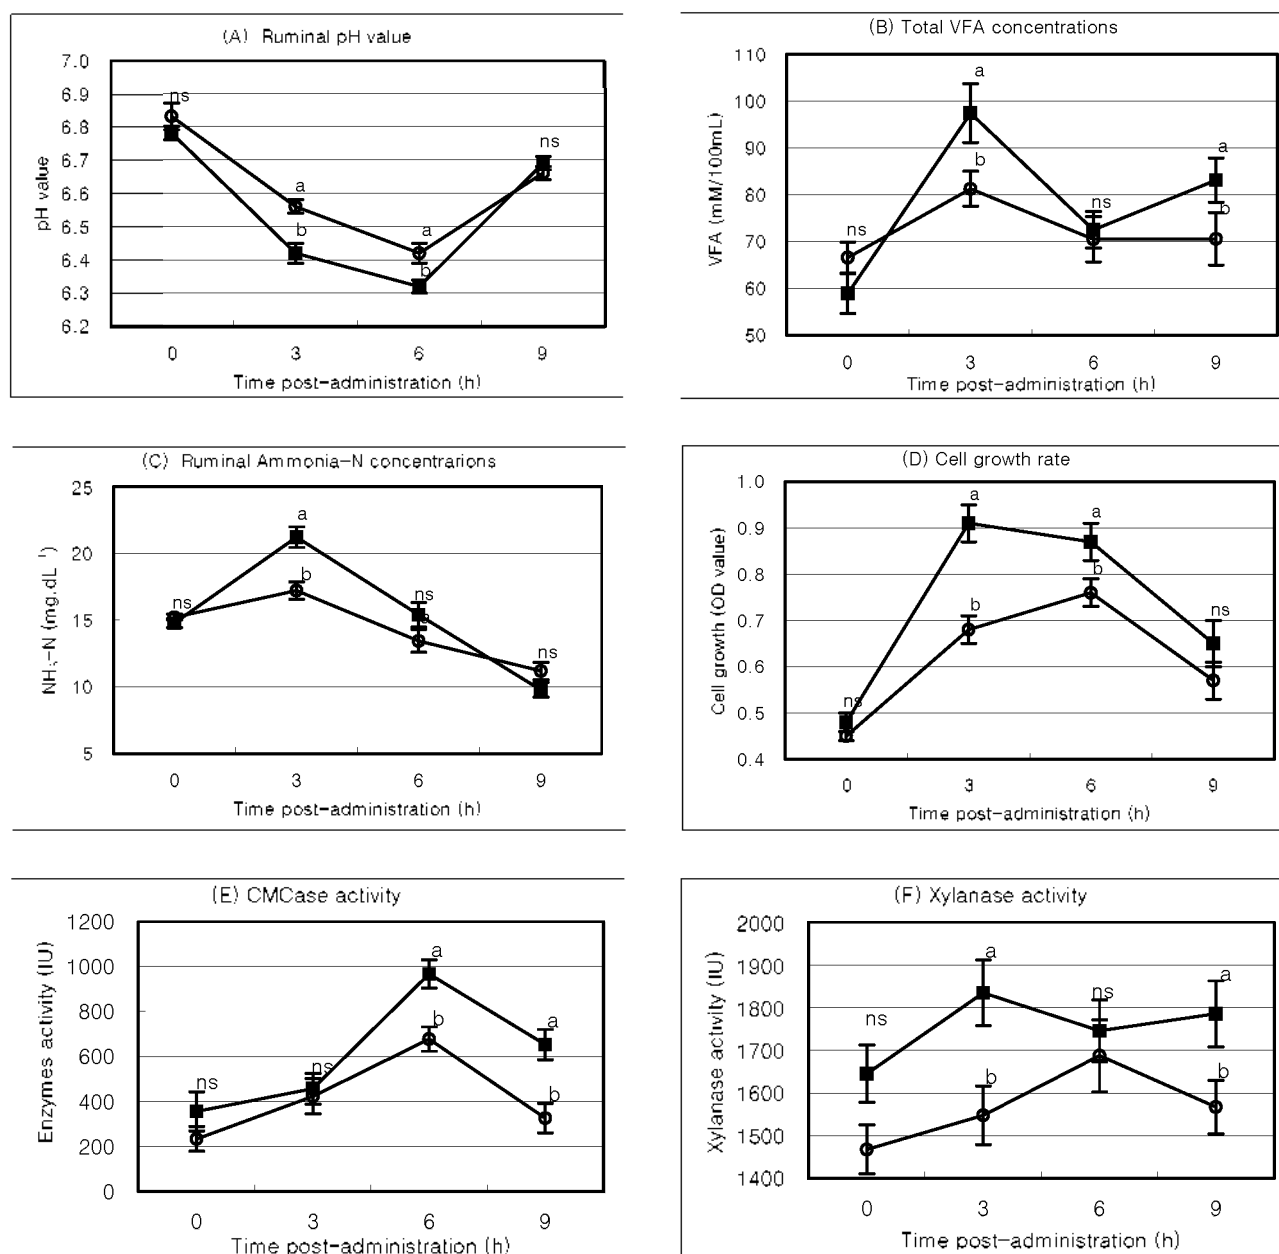 (A) Ruminal pH value
7.0
6.9
6.8
6.7
6.6
6.5
6.4
6.3
6.2
pH value
ns
a
b
a
b
ns
0 3 6 9
Time post-administration (h)
(B) Total VFA concentrations
110
100
90
80
70
60
50
VFA (mM/100mL)
ns
a
b
ns
a
b
0 3 6 9
Time post-administration (h)
(C) Ruminal Ammonia-N concentrarions
25
20
15
10
5
NH₃-N (mg.dL⁻¹)
ns
a
b
ns
ns
0 3 6 9
Time post-administration (h)
(D) Cell growth rate
1.0
0.9
0.8
0.7
0.6
0.5
0.4
Cell growth (OD value)
ns
a
b
a
b
ns
0 3 6 9
Time post-administration (h)
(E) CMCase activity
1200
1000
800
600
400
200
0
Enzymes activity (IU)
ns
ns
a
b
a
b
0 3 6 9
Time post-administration (h)
(F) Xylanase activity
2000
1900
1800
1700
1600
1500
1400
Xylanase activity (IU)
ns
a
b
ns
a
b
0 3 6 9
Time post-administration (h)